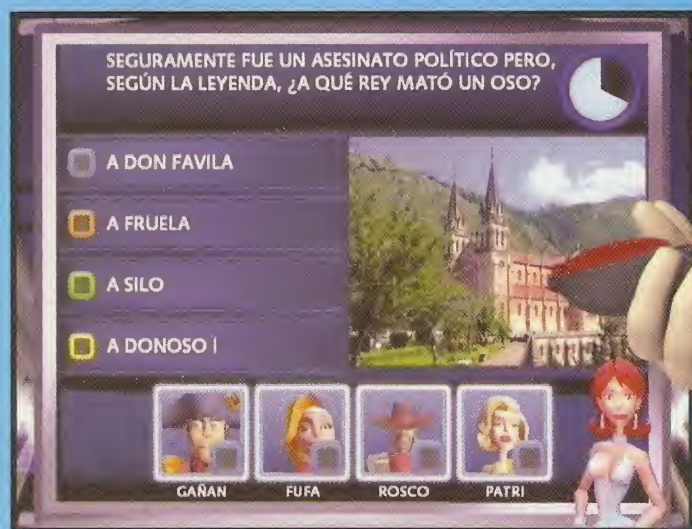 SEGURAMENTE FUE UN ASESINATO POLÍTICO PERO,
SEGÚN LA LEYENDA, ¿A QUÉ REY MATÓ UN OSO?
A DON FAVILA
A FRUELA
A SILO
A DONOSO I
GAÑAN
FUFA
ROSCO
PATRI